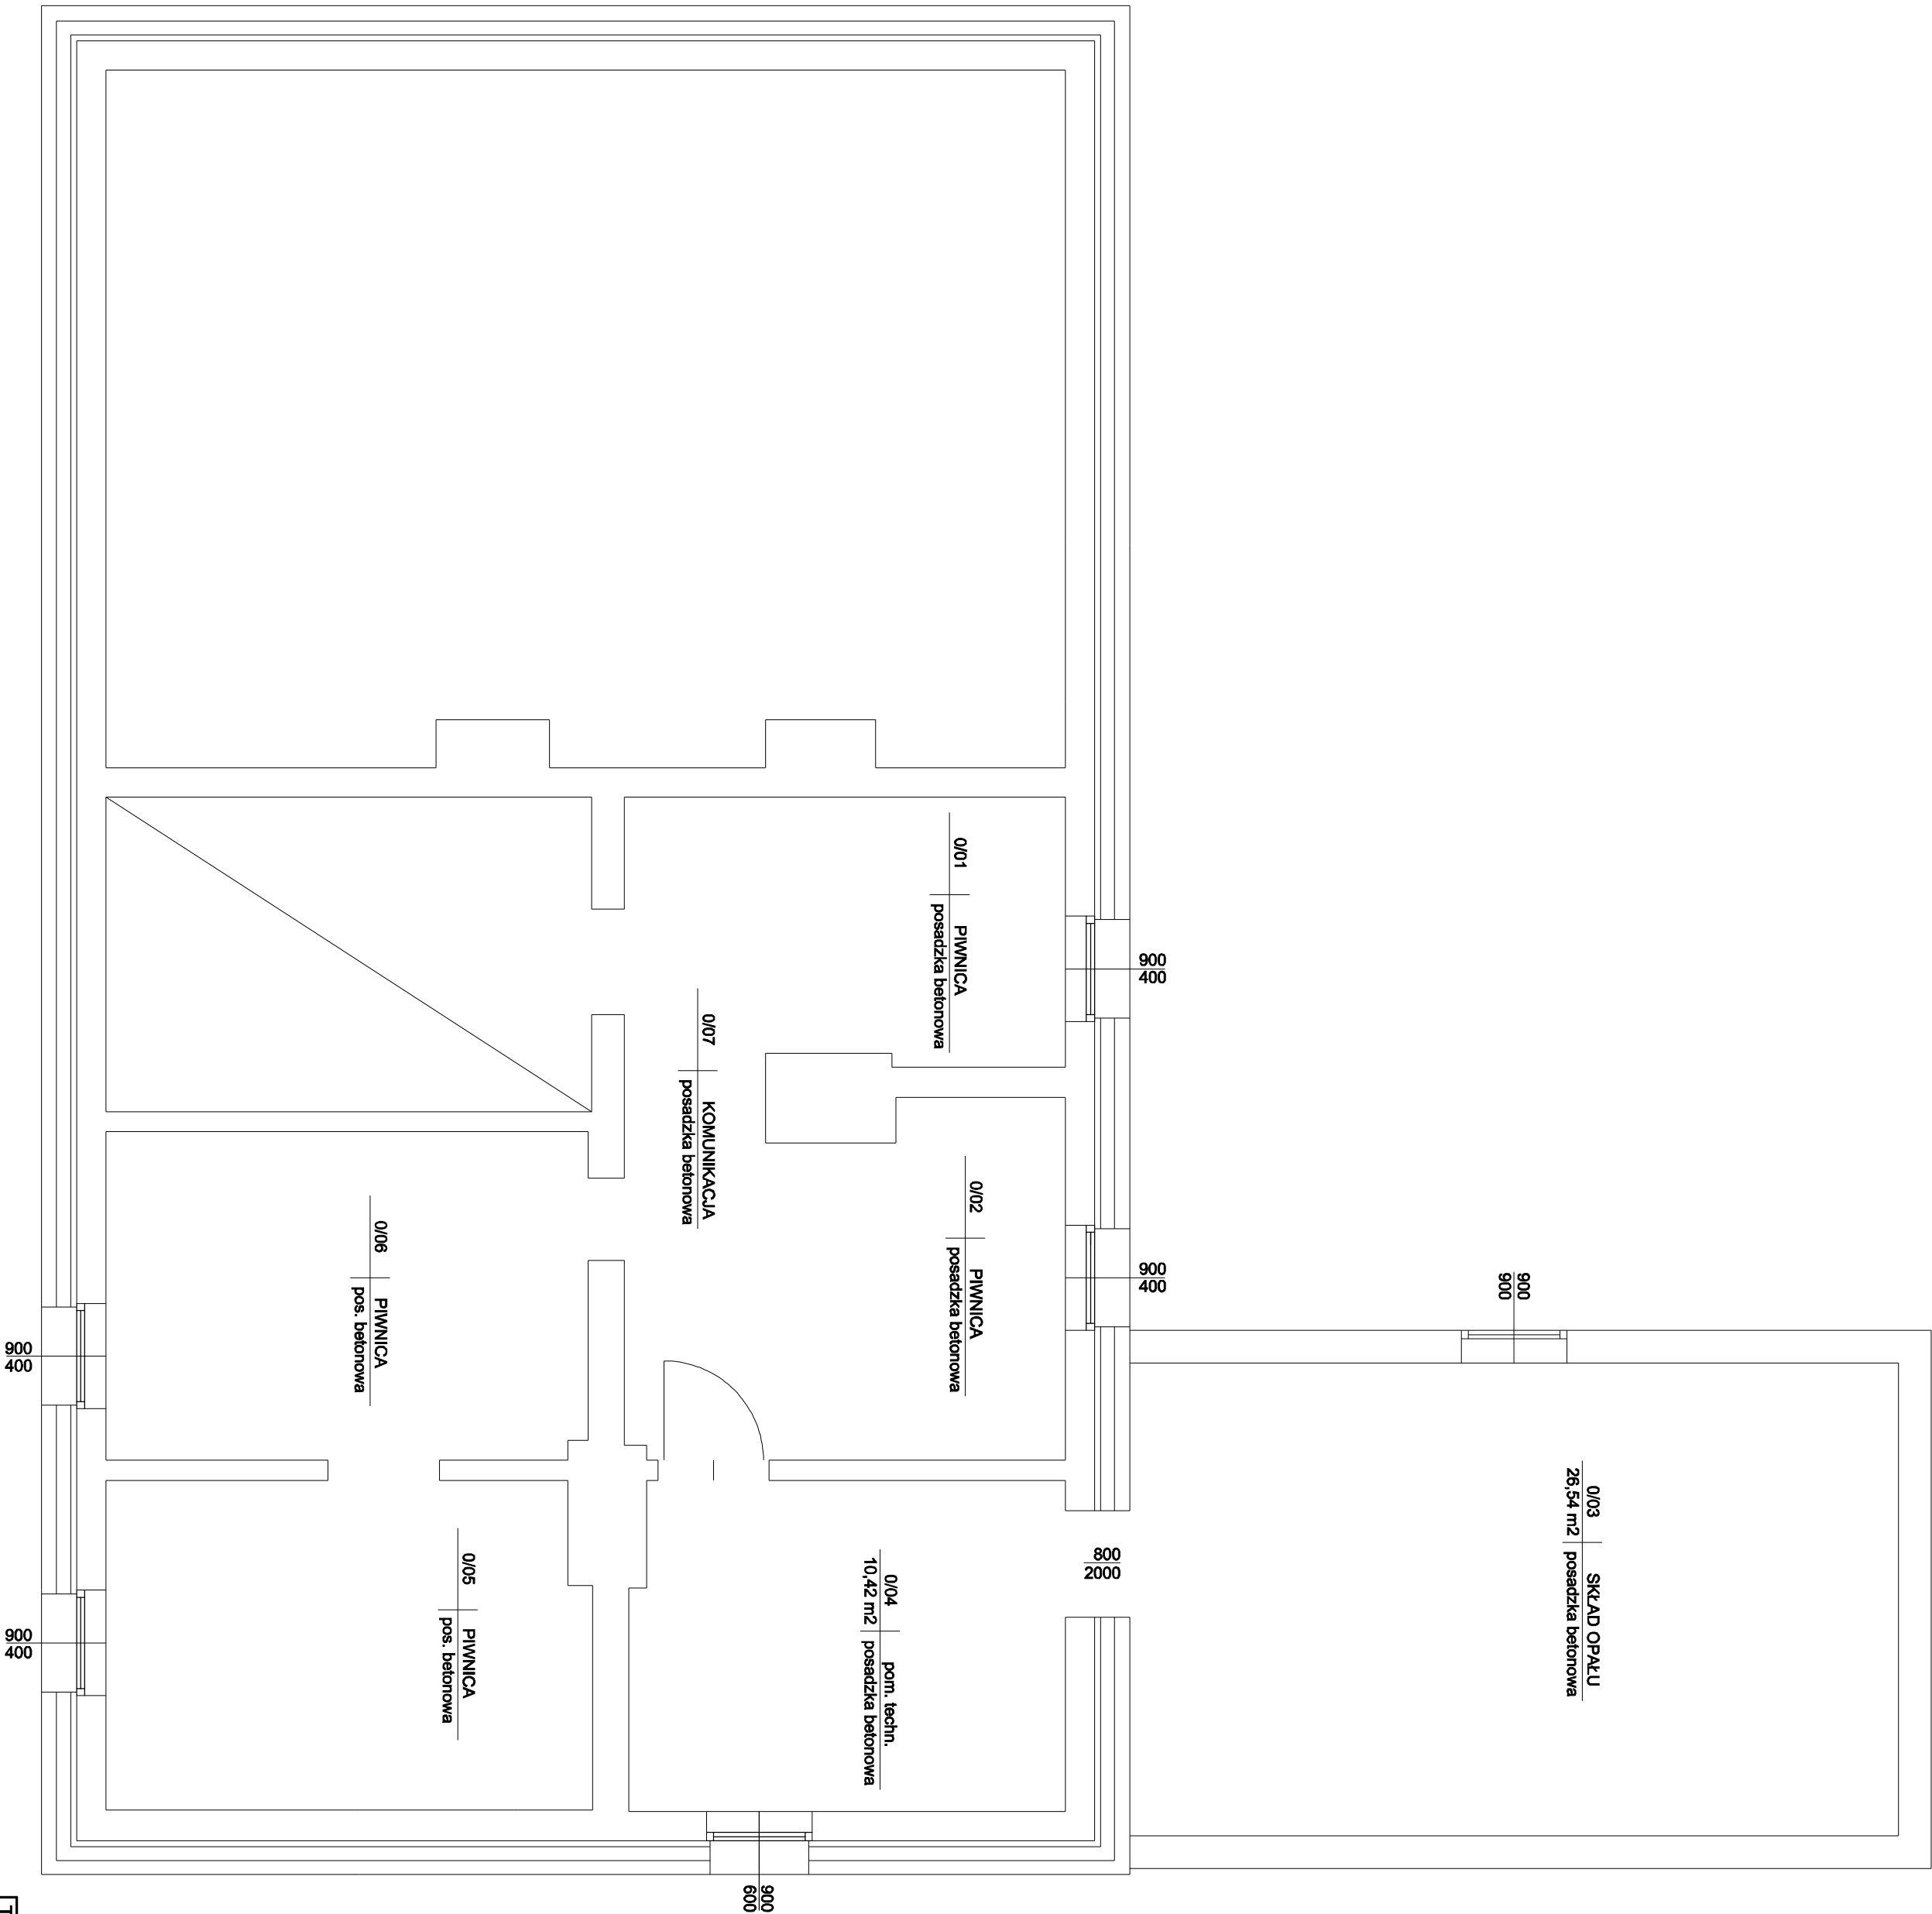 0/01
PIWNICA
posadzka betonowa
900
400
0/07
KOMUNIKACJA
posadzka betonowa
0/02
PIWNICA
posadzka betonowa
900
400
900
900
0/06
PIWNICA
pos. betonowa
900
400
0/03
SKŁAD OPAŁU
26,54 m2
posadzka betonowa
800
2000
0/04
pom. techn.
10,42 m2
posadzka betonowa
0/05
PIWNICA
pos. betonowa
900
400
900
600